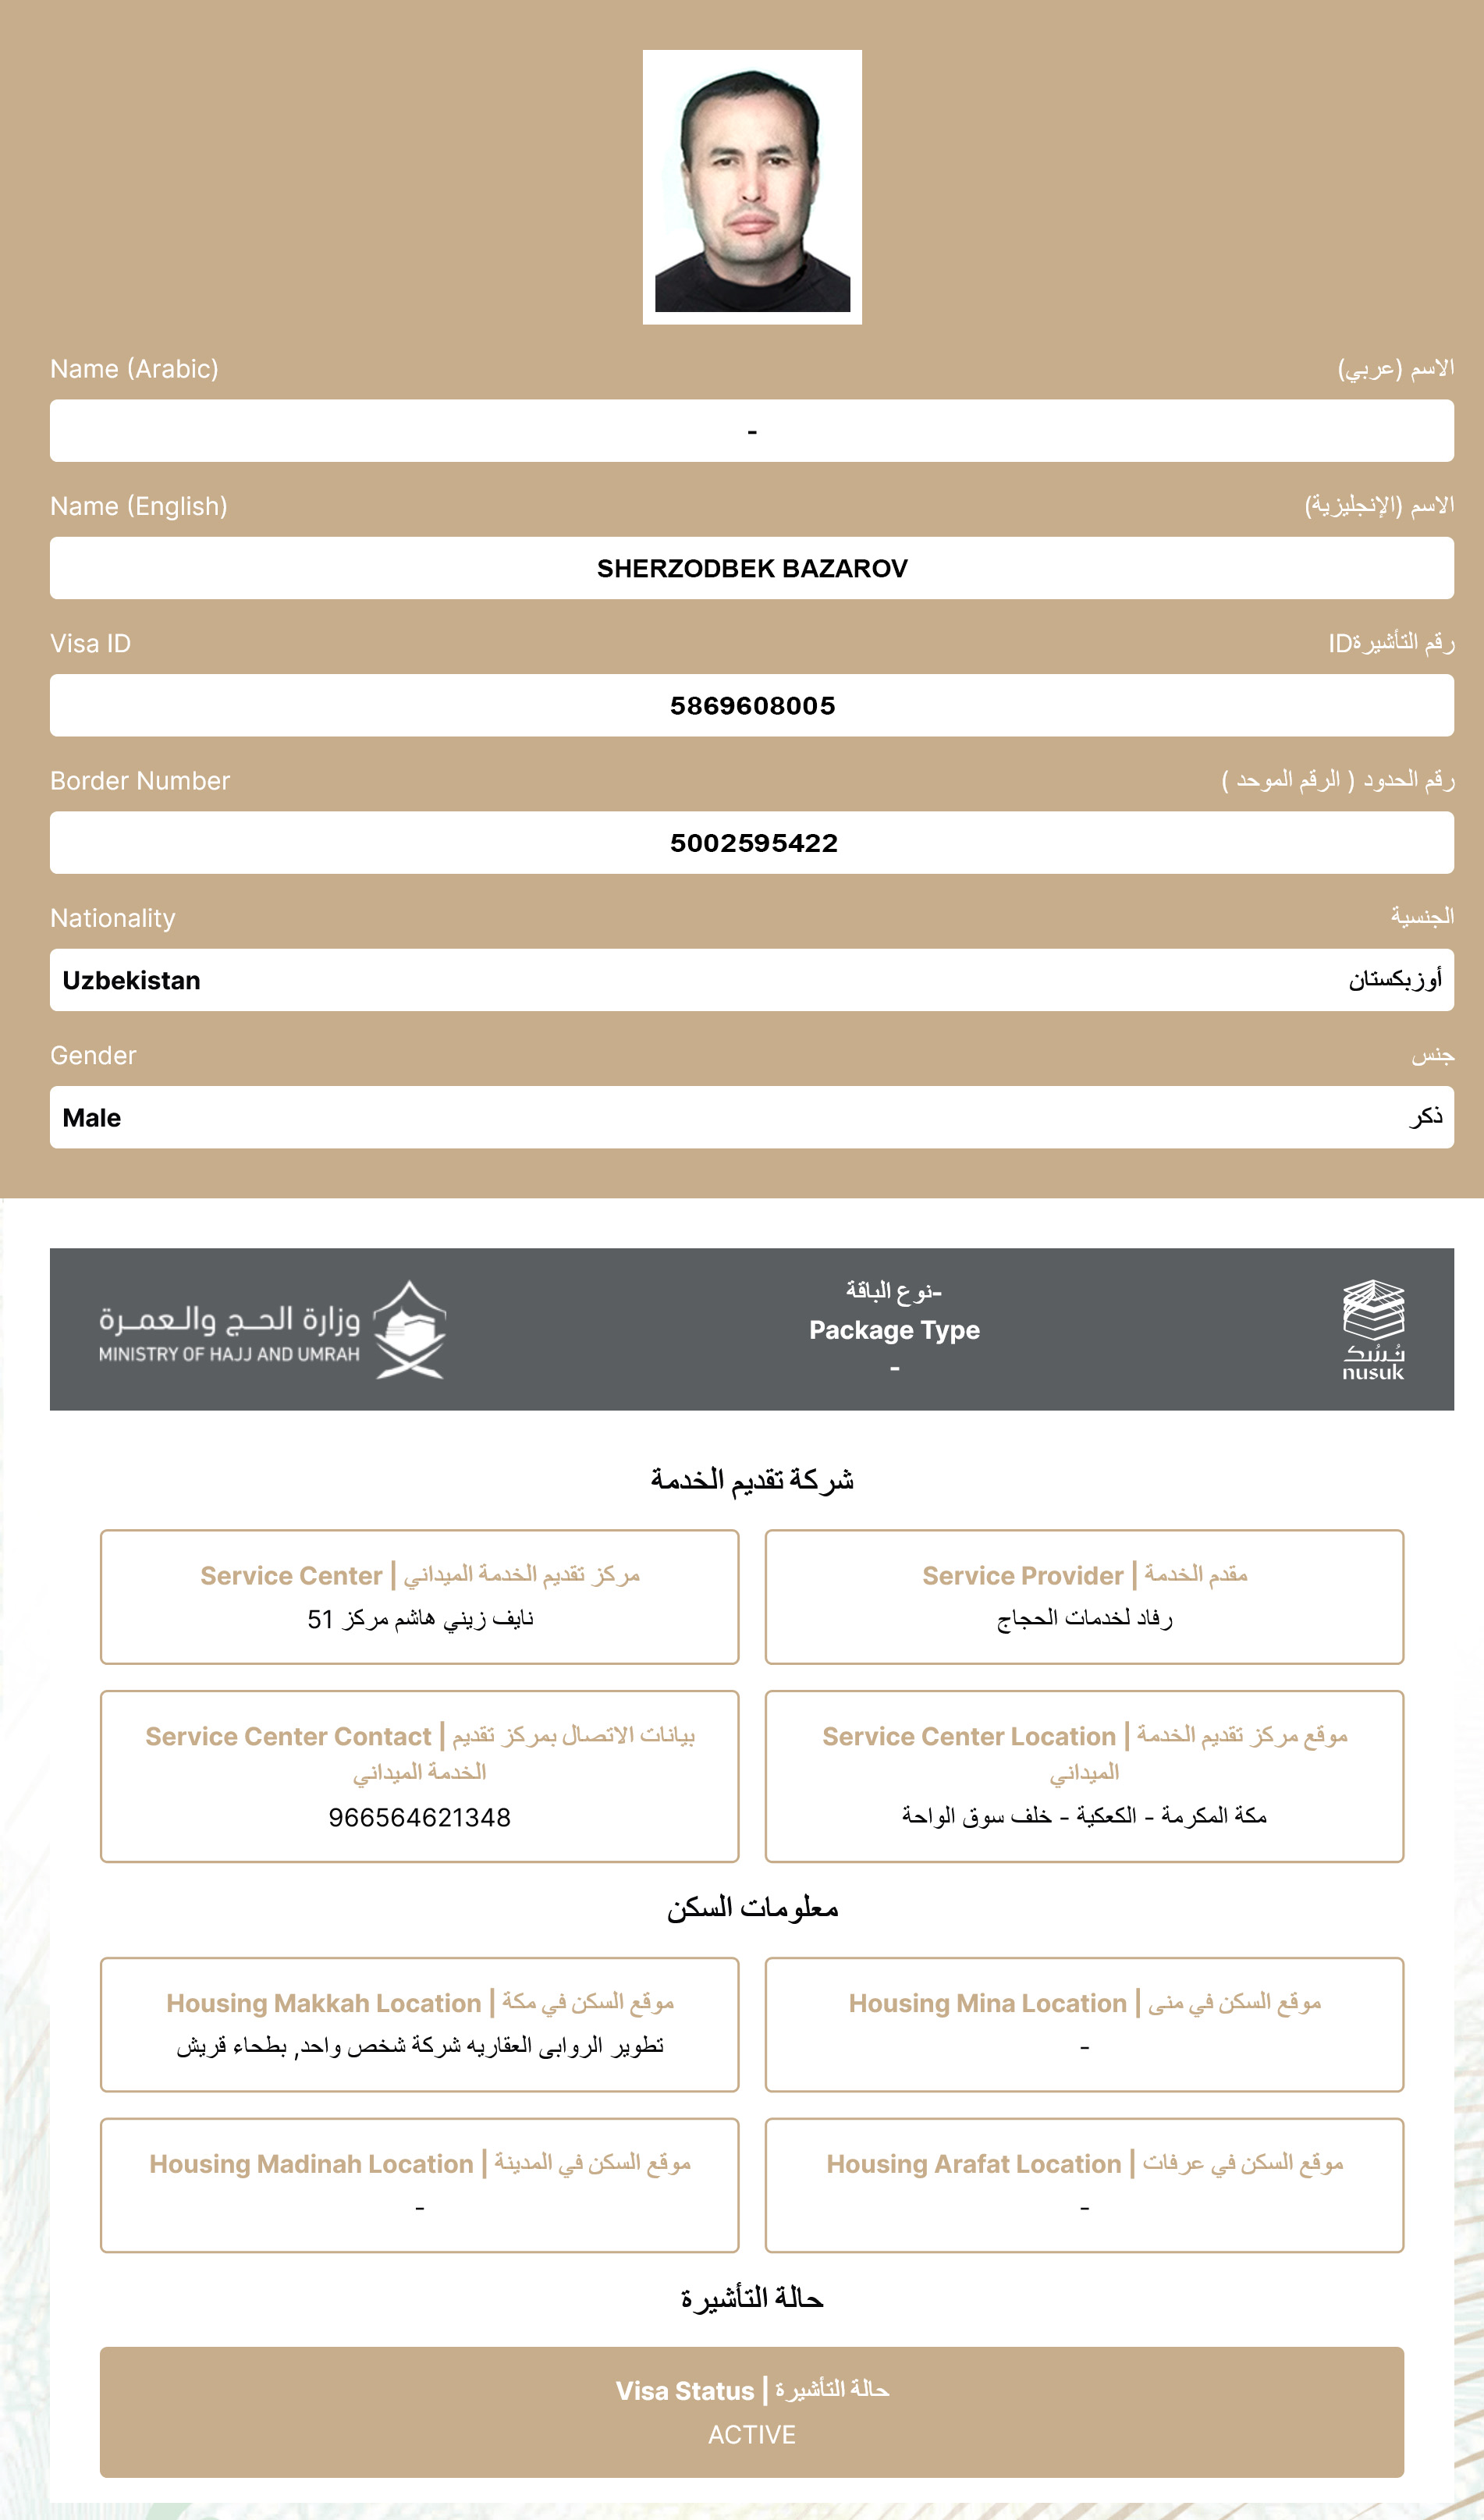 Name (Arabic) الاسم (عربي)
-
Name (English) الاسم (الإنجليزية)
SHERZODBEK BAZAROV
Visa ID رقم التأشيرةID
5869608005
Border Number رقم الحدود ( الرقم الموحد )
5002595422
Nationality الجنسية
Uzbekistan أوزبكستان
Gender جنس
Male ذكر
وزارة الحج والعمرة
MINISTRY OF HAJJ AND UMRAH
-نوع الباقة
Package Type
-
نُسُك
nusuk
شركة تقديم الخدمة
Service Center | مركز تقديم الخدمة الميداني
نايف زيني هاشم مركز 51
Service Provider | مقدم الخدمة
رفاد لخدمات الحجاج
Service Center Contact | بيانات الاتصال بمركز تقديم
الخدمة الميداني
966564621348
Service Center Location | موقع مركز تقديم الخدمة
الميداني
مكة المكرمة - الكعكية - خلف سوق الواحة
معلومات السكن
Housing Makkah Location | موقع السكن في مكة
تطوير الروابى العقاريه شركة شخص واحد, بطحاء قريش
Housing Mina Location | موقع السكن في منى
-
Housing Madinah Location | موقع السكن في المدينة
-
Housing Arafat Location | موقع السكن في عرفات
-
حالة التأشيرة
Visa Status | حالة التأشيرة
ACTIVE